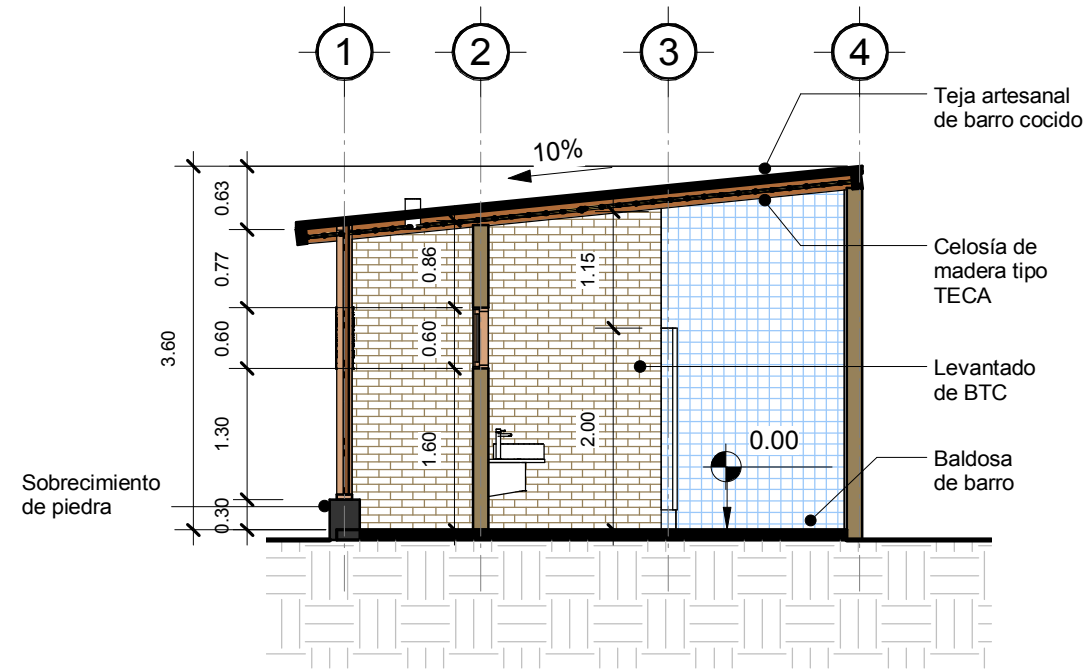 1
2
3
4
Teja artesanal
de barro cocido
10%
0.63
3.60
0.77
0.86
1.15
Celosía de
madera tipo
TECA
0.60
0.60
Levantado
de BTC
1.30
1.60
2.00
0.00
Baldosa
de barro
Sobrecimiento
de piedra
0.30